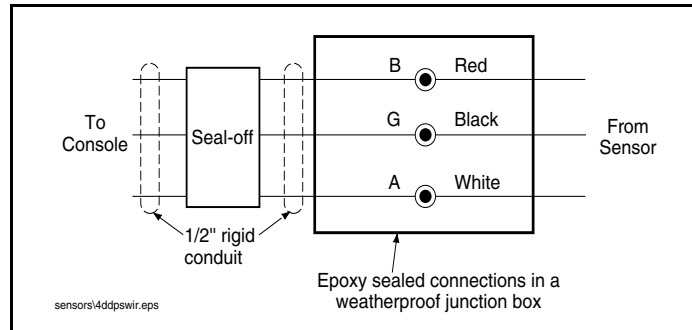 B Red
To
Console
Seal-off
G Black
From
Sensor
A White
1/2" rigid
conduit
Epoxy sealed connections in a
weatherproof junction box
sensors\4ddpswir.eps